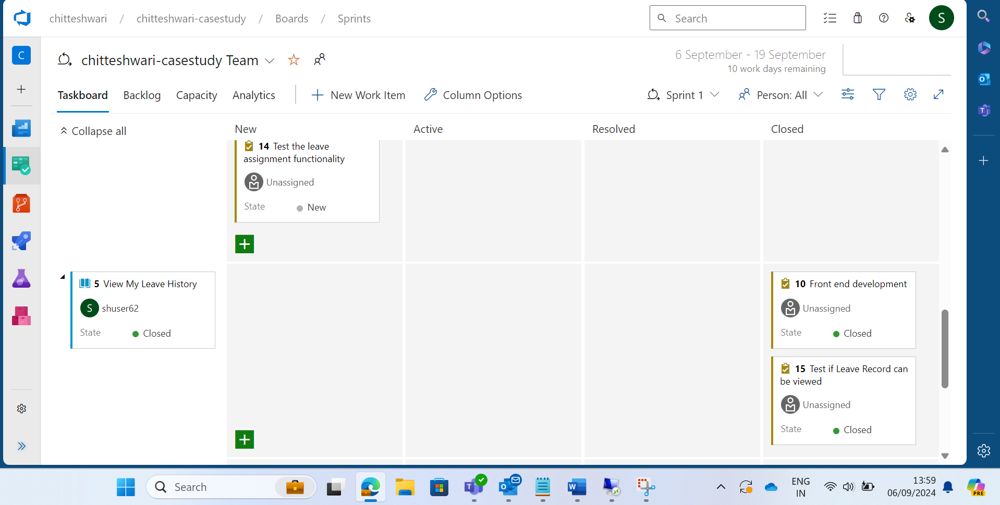 chitteshwari / chitteshwari-casestudy / Boards / Sprints
Search
S
C
chitteshwari-casestudy Team
6 September - 19 September
10 work days remaining
Taskboard Backlog Capacity Analytics New Work Item Column Options
Sprint 1 Person: All
Collapse all
New Active Resolved Closed
14 Test the leave
assignment functionality
Unassigned
State New
5 View My Leave History
S shuser62
State Closed
10 Front end development
Unassigned
State Closed
15 Test if Leave Record can
be viewed
Unassigned
State Closed
Search
ENG
IN
13:59
06/09/2024
PRE